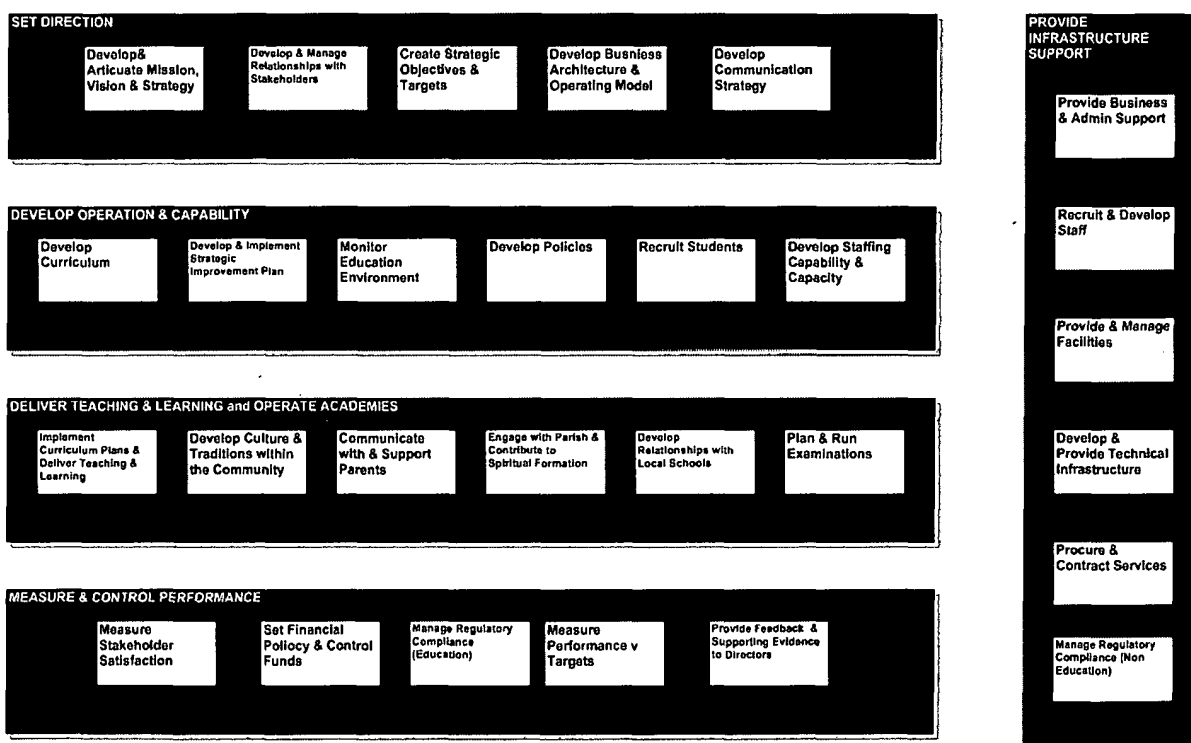 SET DIRECTION
Develop&
Articuate Mission,
Vision & Strategy
Develop & Manage
Relationships with
Stakeholders
Create Strategic
Objectives &
Targets
Develop Busniess
Architecture &
Operating Model
Develop
Communication
Strategy
DEVELOP OPERATION & CAPABILITY
Develop
Curriculum
Develop & Implement
Strategic
Improvement Plan
Monitor
Education
Environment
Develop Policies
Recruit Students
Develop Staffing
Capability &
Capacity
DELIVER TEACHING & LEARNING and OPERATE ACADEMIES
Implement
Curriculum Plans &
Deliver Teaching &
Learning
Develop Culture &
Traditions within
the Community
Communicate
with & Support
Parents
Engage with Parish &
Contribute to
Spiritual Formation
Develop
Relationships with
Local Schools
Plan & Run
Examinations
MEASURE & CONTROL PERFORMANCE
Measure
Stakeholder
Satisfaction
Set Financial
Poliocy & Control
Funds
Manage Regulatory
Compliance
(Education)
Measure
Performance v
Targets
Provide Feedback &
Supporting Evidence
to Directors
PROVIDE
INFRASTRUCTURE
SUPPORT
Provide Business
& Admin Support
Recruit & Develop
Staff
Provide & Manage
Facilities
Develop &
Provide Technical
Infrastructure
Procure &
Contract Services
Manage Regulatory
Compliance (Non
Education)